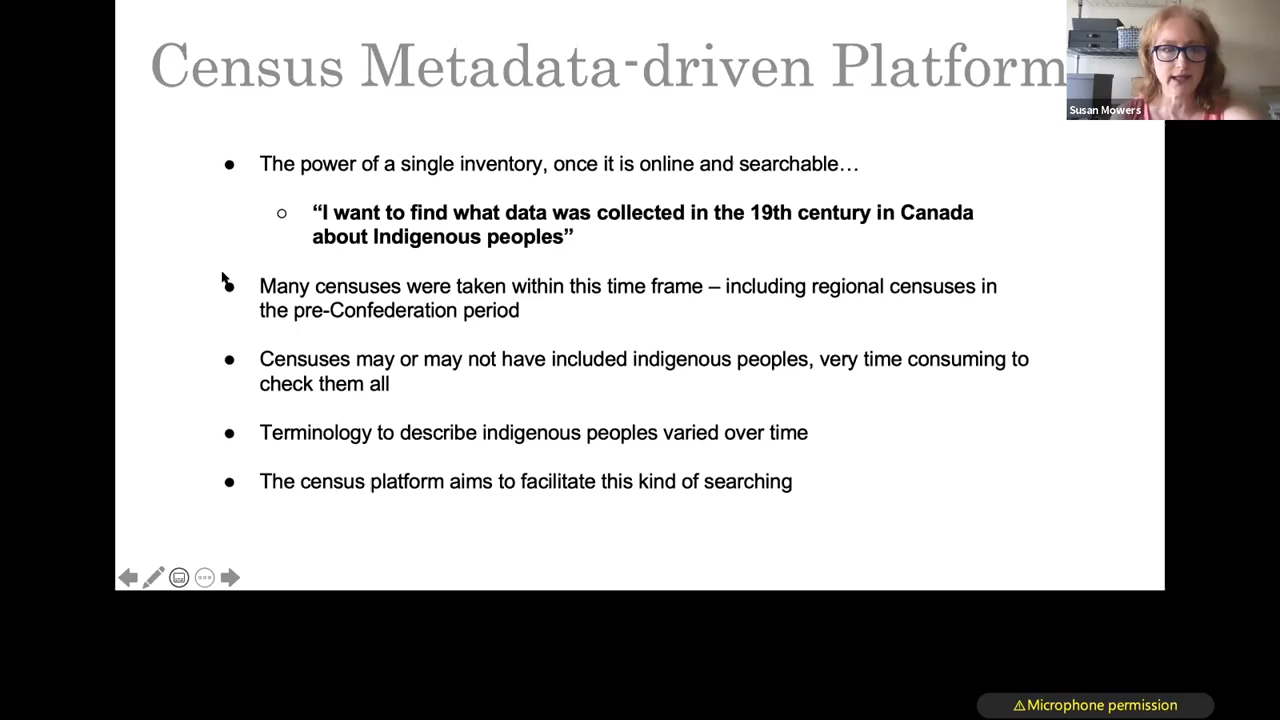 Census Metadata-driven Platform
Susan Mowers
● The power of a single inventory, once it is online and searchable…
○ “I want to find what data was collected in the 19th century in Canada
about Indigenous peoples”
● Many censuses were taken within this time frame – including regional censuses in
the pre-Confederation period
● Censuses may or may not have included indigenous peoples, very time consuming to
check them all
● Terminology to describe indigenous peoples varied over time
● The census platform aims to facilitate this kind of searching
⚠Microphone permission